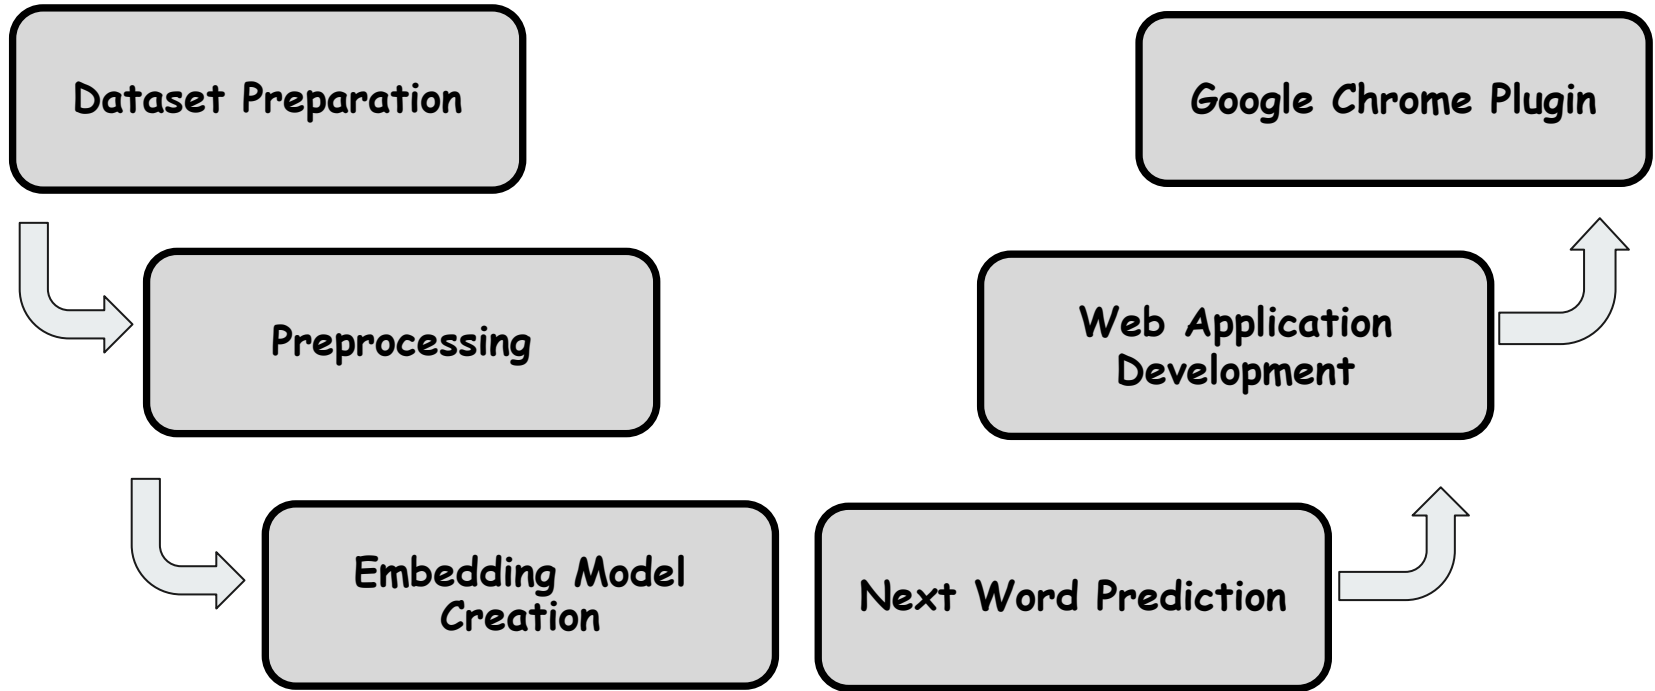 Dataset Preparation
Preprocessing
Embedding Model
Creation
Next Word Prediction
Web Application
Development
Google Chrome Plugin